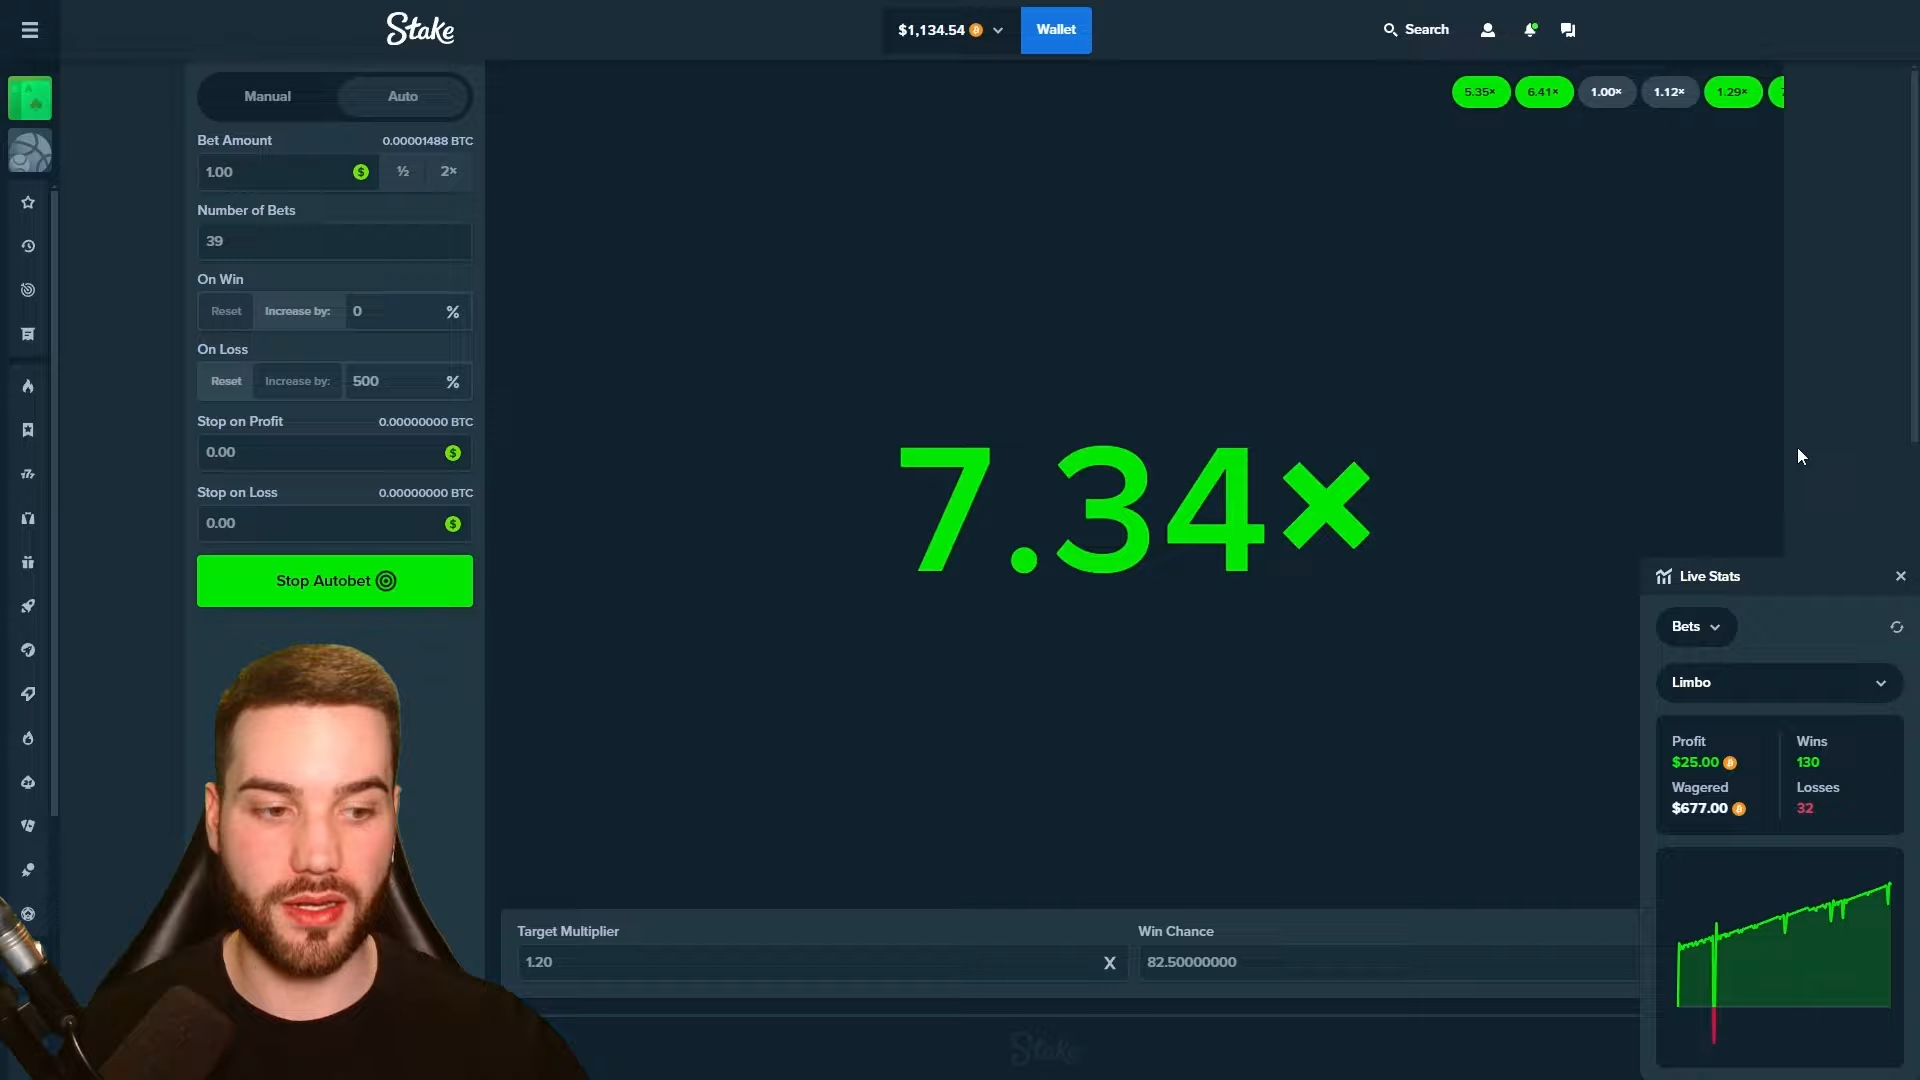 Stake
$1,134.54
Wallet
Search
Manual
Auto
5.35×
6.41×
1.00×
1.12×
1.29×
Bet Amount
0.00001488 BTC
1.00
½
2×
Number of Bets
39
On Win
Reset
Increase by:
0
%
On Loss
Reset
Increase by:
500
%
Stop on Profit
0.00000000 BTC
0.00
Stop on Loss
0.00000000 BTC
0.00
Stop Autobet
7.34×
Live Stats
Bets
Limbo
Profit
Wins
$25.00
130
Wagered
Losses
$677.00
32
Target Multiplier
Win Chance
1.20
X
82.50000000
Stake